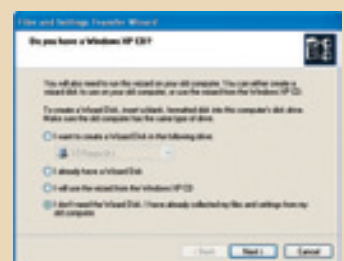 Files and Settings Transfer Wizard
Do you have a Windows XP CD?
You will also need to run the wizard on your old computer. You can either create a
wizard disk to use on your old computer, or use the wizard from the Windows XP CD.
To create a Wizard Disk, insert a blank, formatted disk into this computer's disk drive.
Make sure the old computer has the same type of drive.
I want to create a Wizard Disk in the following drive:
I already have a Wizard Disk
I will use the wizard from the Windows XP CD
I don't need the Wizard Disk. I have already collected my files and settings from my
old computer.
< Back
Next >
Cancel